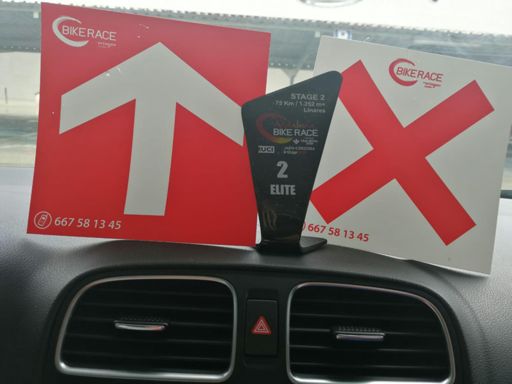 BIKE RACE
667 58 13 45
STAGE 2
75 Km / 1.352 m+
Linares
BIKE RACE
UCI
2
ELITE
BIKE RACE
667 58 13 45